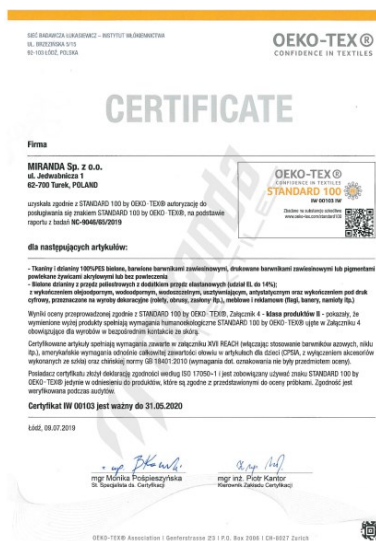 SIEĆ BADAWCZA ŁUKASIEWICZ – INSTYTUT WŁÓKIENNICTWA
UL. BRZEZIŃSKA 5/15
92-103 ŁÓDŹ, POLSKA
OEKO-TEX®
CONFIDENCE IN TEXTILES
CERTIFICATE
Firma
MIRANDA Sp. z o.o.
ul. Jedwabnicza 1
62-700 Turek, POLAND
OEKO-TEX®
CONFIDENCE IN TEXTILES
STANDARD 100
IW 00103 IW
www.oeko-tex.com/standard100
uzyskała zgodnie z STANDARD 100 by OEKO-TEX® autoryzację do
posługiwania się znakiem STANDARD 100 by OEKO-TEX®, na podstawie
raportu z badań NC-9046/65/2019
dla następujących artykułów:
- Tkaniny i dzianiny 100%PES bielone, barwione barwnikami zawiesinowymi, drukowane barwnikami zawiesinowymi lub pigmentami
powlekane żywicami akrylowymi lub bez powleczenia
- Bielone dzianiny z przędz poliestrowych z dodatkiem przędz elastanowych (udział EL do 14%);
z wykończeniem olejoodpornym, wodoodpornym, wodoszczelnym, usztywniającym, antystatycznym oraz wykończeniem pod druk
cyfrowy, przeznaczone na wyroby dekoracyjne (rolety, obrusy, zasłony itp.), meblowe i reklamowe (flagi, banery, namioty itp.)
Wyniki oceny przeprowadzonej zgodnie z STANDARD 100 by OEKO-TEX®, Załącznik 4 - klasa produktów II - pokazały, że
wymienione wyżej produkty spełniają wymagania humanoekologiczne STANDARD 100 by OEKO-TEX® ujęte w Załączniku 4
obowiązujące dla wyrobów w bezpośrednim kontakcie ze skórą.
Certyfikowane artykuły spełniają wymagania zawarte w załączniku XVII REACH (włączając stosowanie barwników azowych, niklu
itp.), amerykańskie wymagania odnośnie całkowitej zawartości ołowiu w artykułach dla dzieci (CPSIA, z wyłączeniem akcesoriów
wykonanych ze szkła) oraz chińskiej normy GB 18401:2010 (wymagania dot. oznakowania nie były przedmiotem oceny).
Posiadacz certyfikatu złożył deklarację zgodności według ISO 17050-1 i jest zobowiązany używać znaku STANDARD 100 by
OEKO-TEX® jedynie w odniesieniu do produktów, które są zgodne z przedstawionymi do oceny próbkami. Zgodność jest
weryfikowana podczas audytów.
Certyfikat IW 00103 jest ważny do 31.05.2020
Łódź, 09.07.2019
mgr Monika Pośpieszyńska
St. Specjalista ds. Certyfikacji
mgr inż. Piotr Kantor
Kierownik Zakładu Certyfikacji
OEKO-TEX® Association | Genferstrasse 23 | P.O. Box 2006 | CH-8027 Zurich